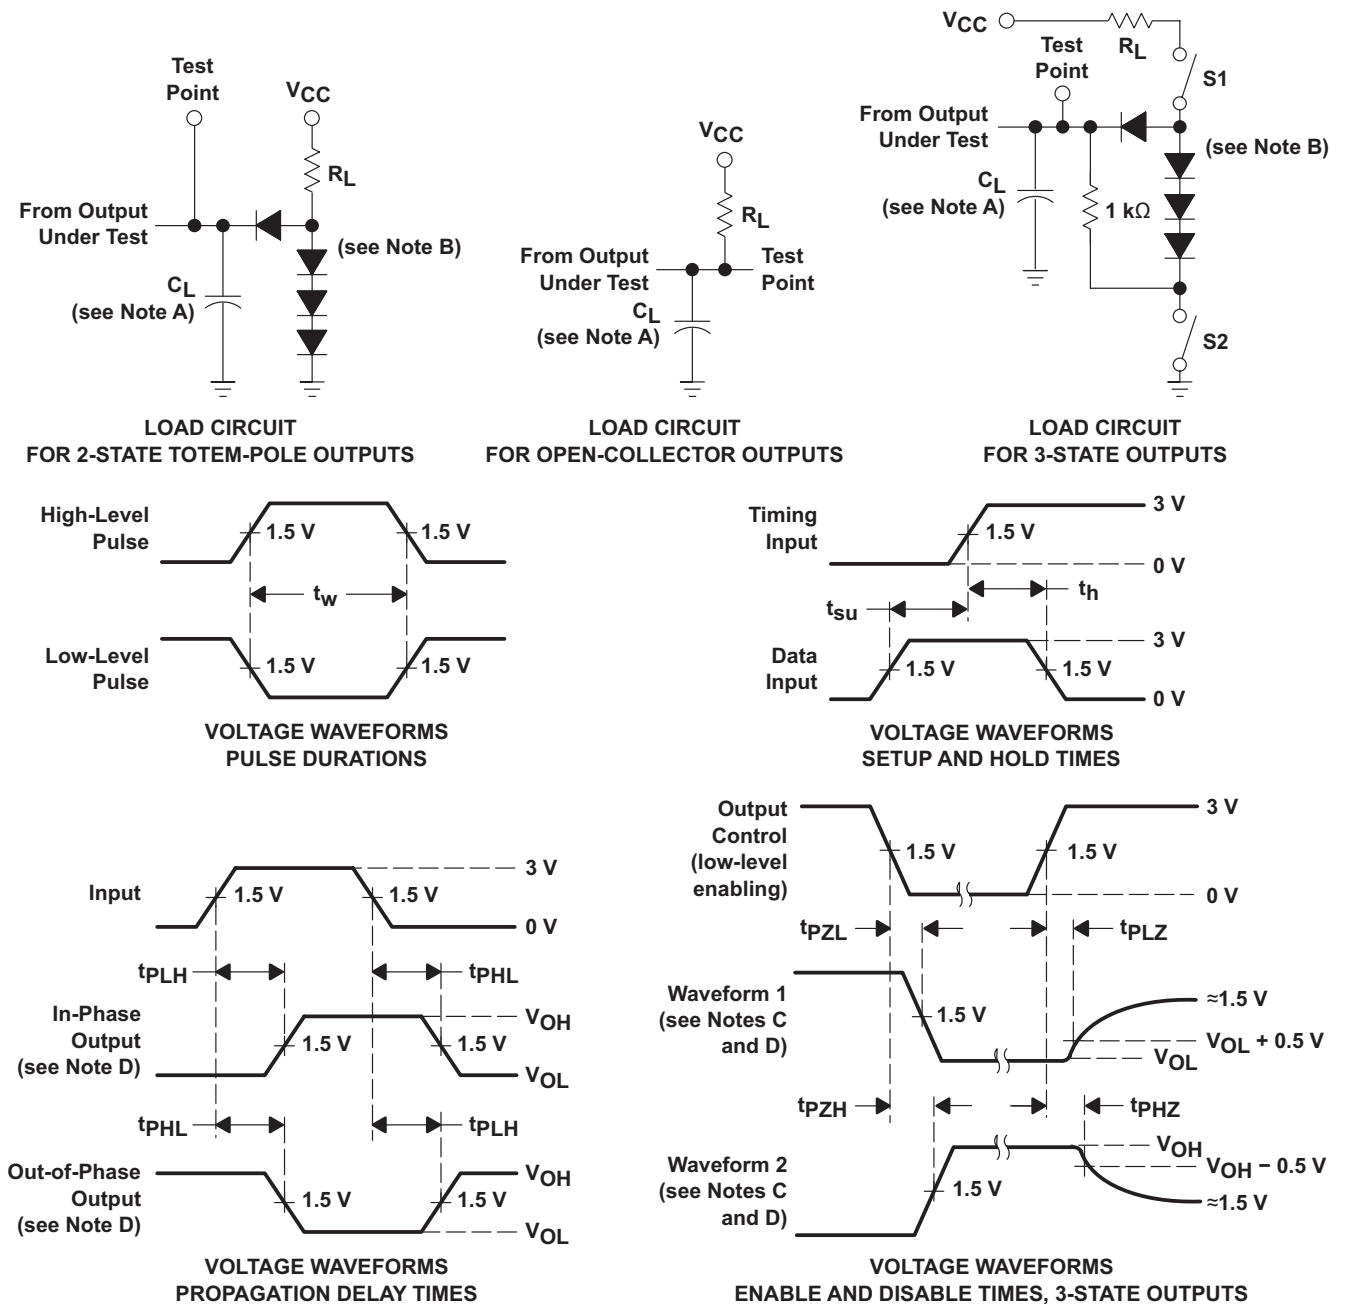 Test
Point
VCC
RL
From Output
Under Test
(see Note B)
CL
(see Note A)
LOAD CIRCUIT
FOR 2-STATE TOTEM-POLE OUTPUTS
VCC
RL
From Output
Under Test
Test
Point
CL
(see Note A)
LOAD CIRCUIT
FOR OPEN-COLLECTOR OUTPUTS
VCC
RL
Test
Point
S1
From Output
Under Test
(see Note B)
CL
(see Note A)
1 kΩ
S2
LOAD CIRCUIT
FOR 3-STATE OUTPUTS
High-Level
Pulse
1.5 V
1.5 V
tw
Low-Level
Pulse
1.5 V
1.5 V
VOLTAGE WAVEFORMS
PULSE DURATIONS
Timing
Input
1.5 V
3 V
0 V
tsu
th
Data
Input
1.5 V
1.5 V
3 V
0 V
VOLTAGE WAVEFORMS
SETUP AND HOLD TIMES
Input
1.5 V
1.5 V
3 V
0 V
tPLH
tPHL
In-Phase
Output
(see Note D)
1.5 V
1.5 V
VOH
VOL
tPHL
tPLH
Out-of-Phase
Output
(see Note D)
1.5 V
1.5 V
VOH
VOL
VOLTAGE WAVEFORMS
PROPAGATION DELAY TIMES
Output
Control
(low-level
enabling)
1.5 V
1.5 V
3 V
0 V
tPZL
tPLZ
Waveform 1
(see Notes C
and D)
1.5 V
≈1.5 V
VOL + 0.5 V
VOL
tPZH
tPHZ
Waveform 2
(see Notes C
and D)
1.5 V
VOH
VOH − 0.5 V
≈1.5 V
VOLTAGE WAVEFORMS
ENABLE AND DISABLE TIMES, 3-STATE OUTPUTS